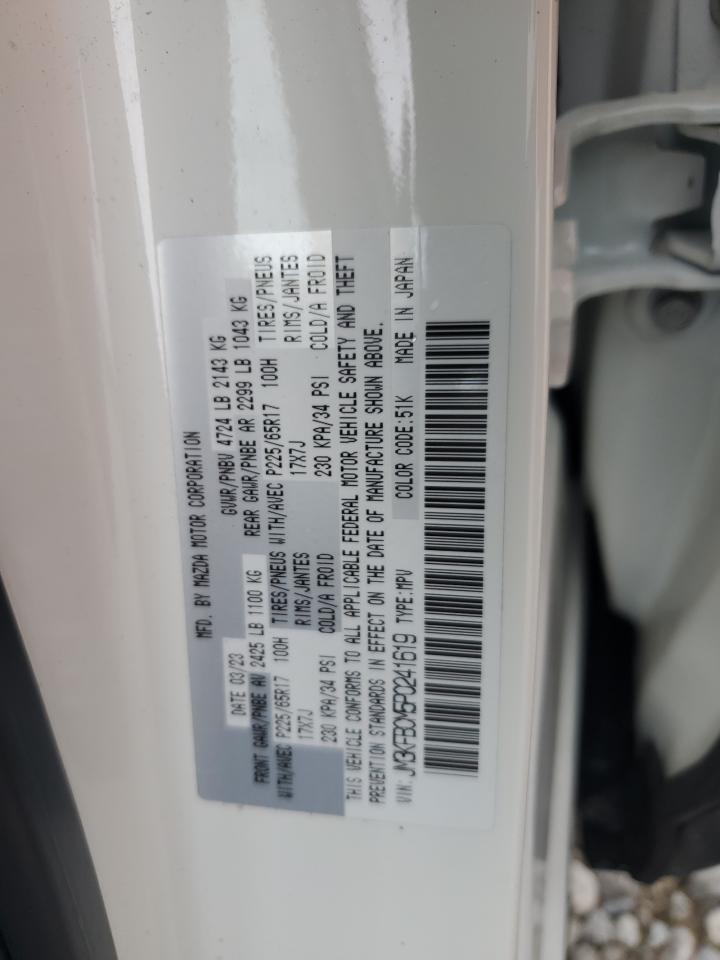 MFD. BY MAZDA MOTOR CORPORATION
DATE 03/23 GVWR/PNBV 4724 LB 2143 KG
FRONT GAWR/PNBE AV 2425 LB 1100 KG REAR GAWR/PNBE AR 2299 LB 1043 KG
WITH/AVEC P225/65R17 100H TIRES/PNEUS WITH/AVEC P225/65R17 100H TIRES/PNEUS
17X7J RIMS/JANTES 17X7J RIMS/JANTES
230 KPA/34 PSI COLD/A FROID 230 KPA/34 PSI COLD/A FROID
THIS VEHICLE CONFORMS TO ALL APPLICABLE FEDERAL MOTOR VEHICLE SAFETY AND THEFT
PREVENTION STANDARDS IN EFFECT ON THE DATE OF MANUFACTURE SHOWN ABOVE.
VIN: JM3KFBCM5P0241619 TYPE:MPV COLOR CODE:51K MADE IN JAPAN